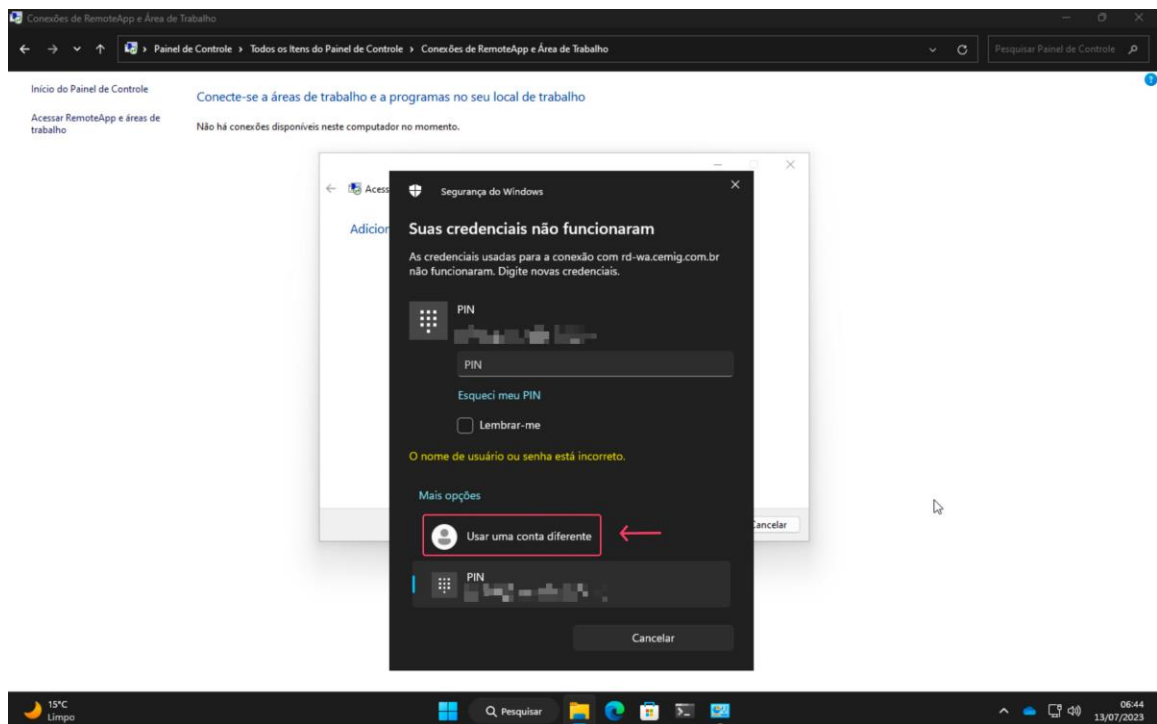 Conexões de RemoteApp e Área de Trabalho
Painel de Controle › Todos os Itens do Painel de Controle › Conexões de RemoteApp e Área de Trabalho
Pesquisar Painel de Controle
Início do Painel de Controle
Acessar RemoteApp e áreas de
trabalho
Conecte-se a áreas de trabalho e a programas no seu local de trabalho
Não há conexões disponíveis neste computador no momento.
Acess
Adicior
Segurança do Windows
Suas credenciais não funcionaram
As credenciais usadas para a conexão com rd-wa.cemig.com.br
não funcionaram. Digite novas credenciais.
PIN
PIN
Esqueci meu PIN
Lembrar-me
O nome de usuário ou senha está incorreto.
Mais opções
Usar uma conta diferente
PIN
Cancelar
Cancelar
15°C
Limpo
Pesquisar
06:44
13/07/2023